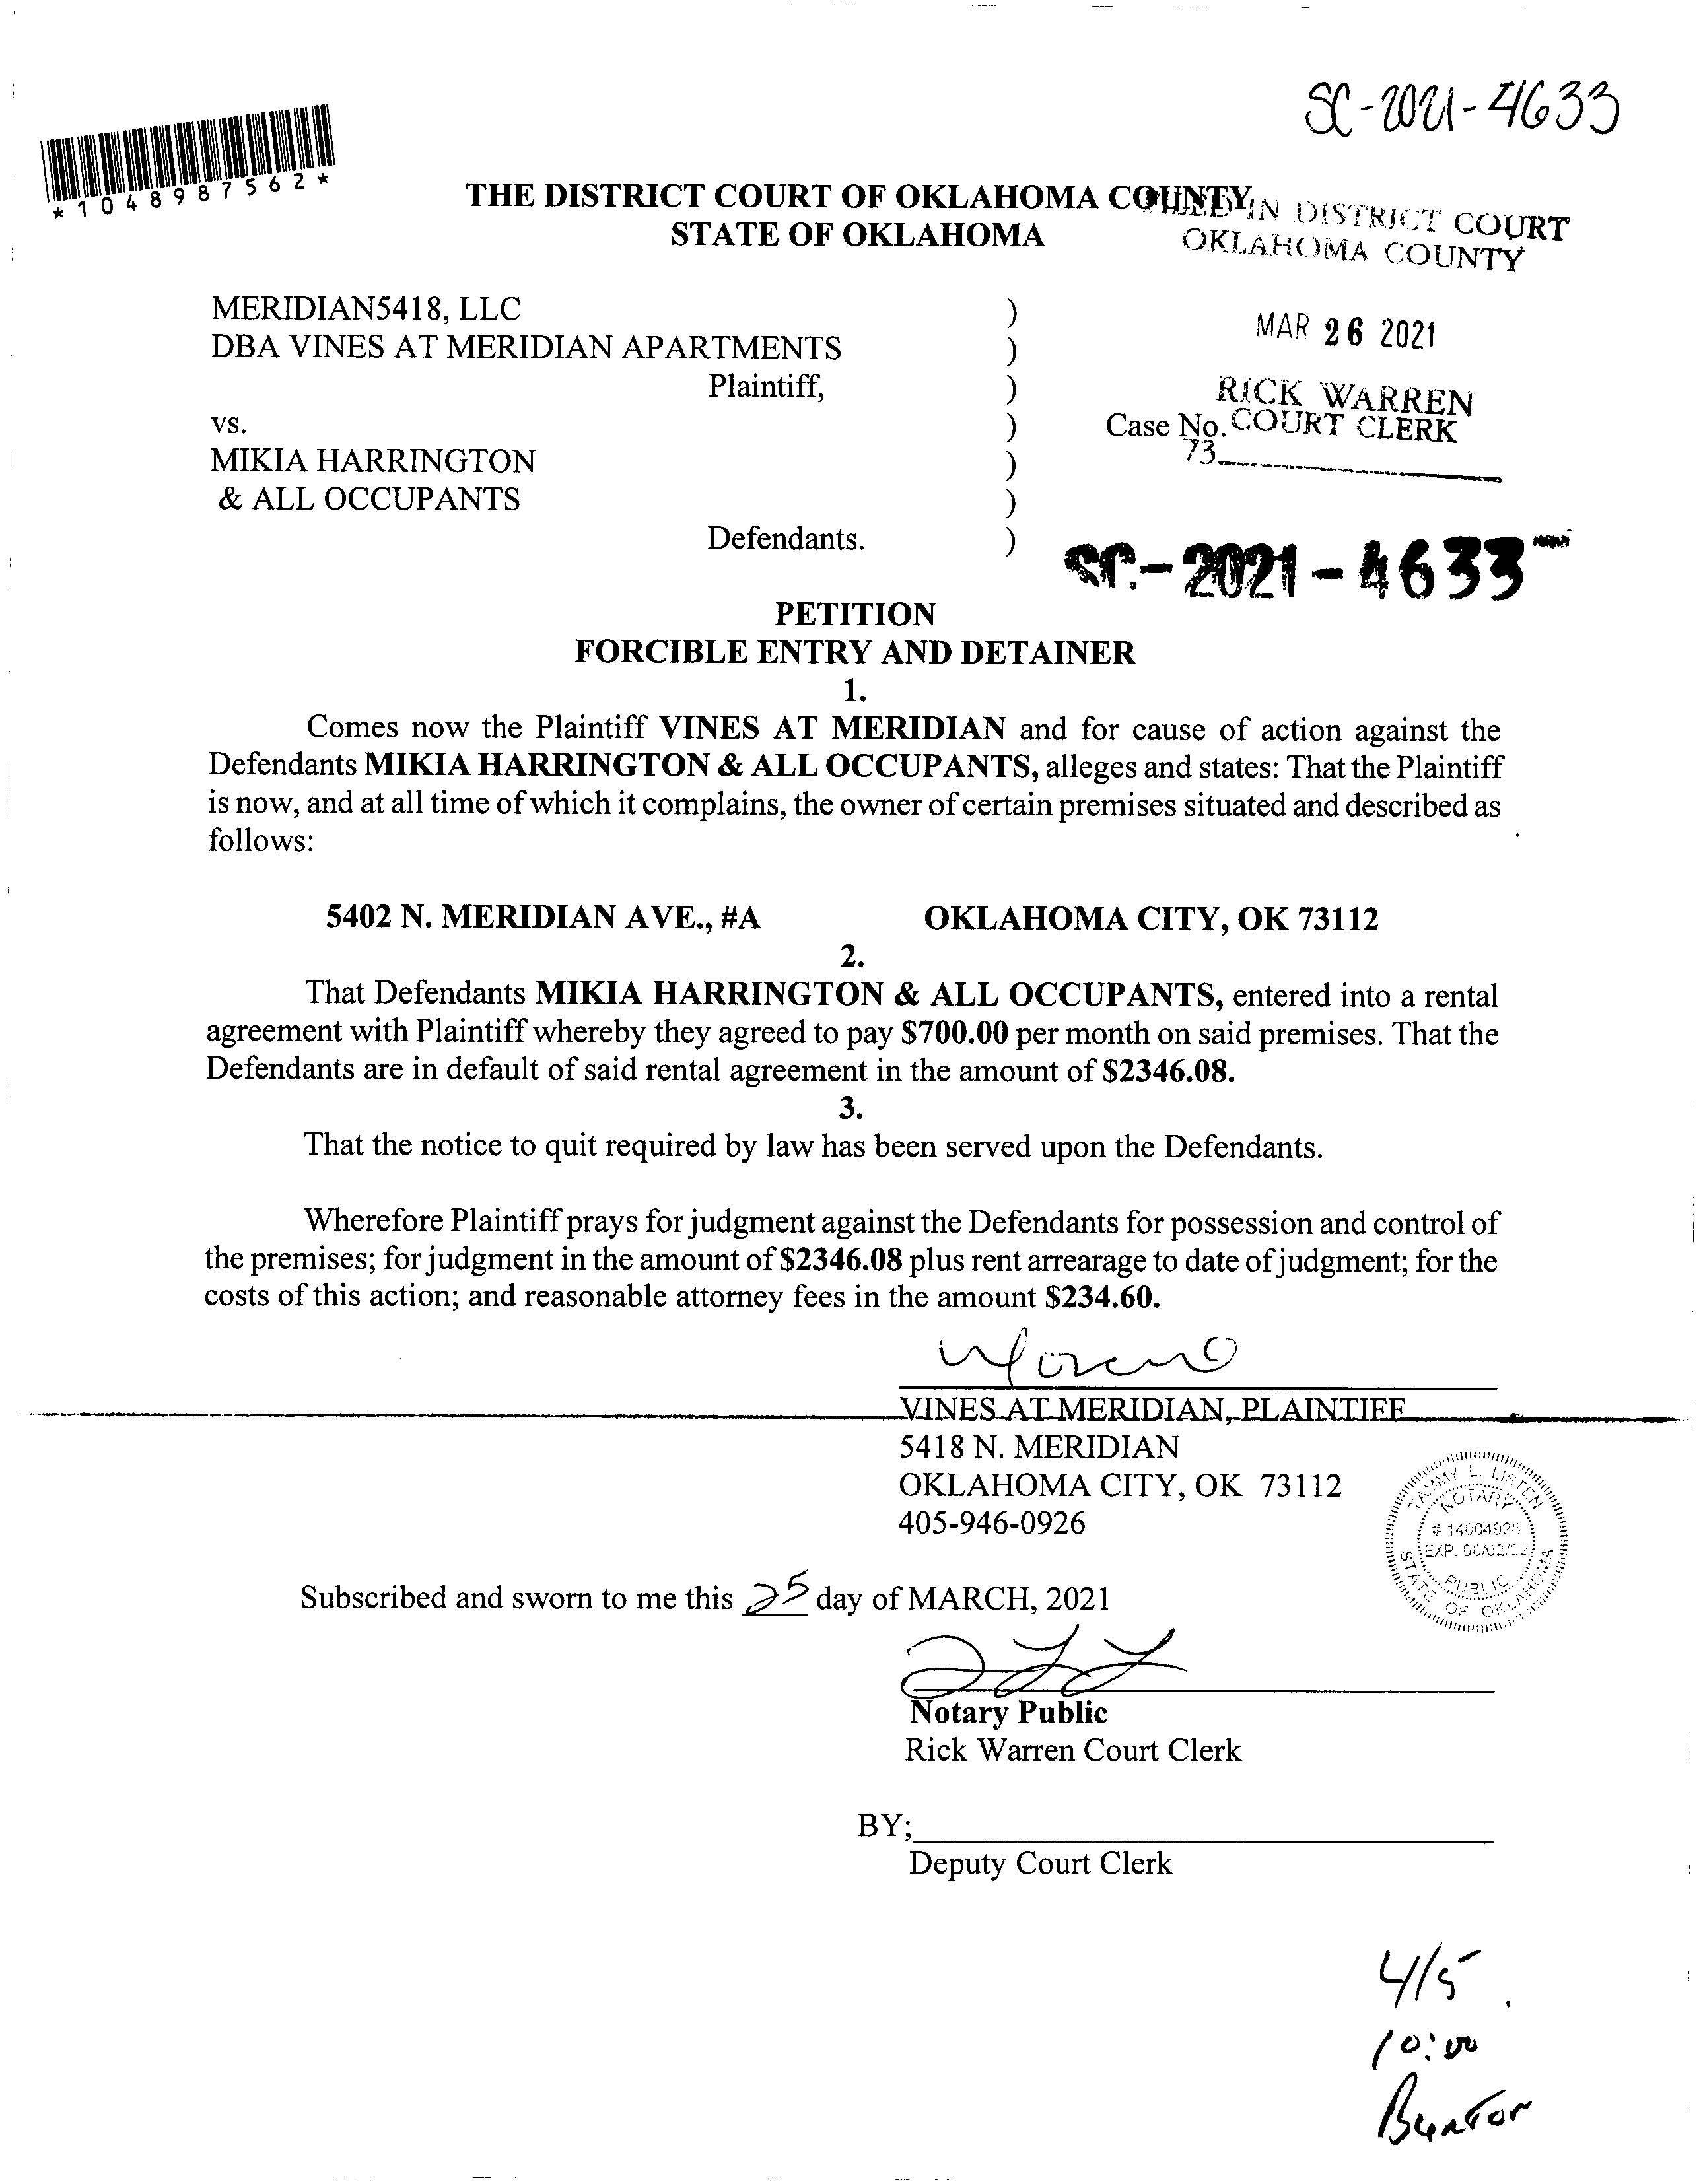 SC-2021-4633
*1048987562*
THE DISTRICT COURT OF OKLAHOMA COUNTY
STATE OF OKLAHOMA
FILED IN DISTRICT COURT
OKLAHOMA COUNTY
MERIDIAN5418, LLC )
DBA VINES AT MERIDIAN APARTMENTS )
Plaintiff, )
vs. )
MIKIA HARRINGTON )
& ALL OCCUPANTS )
Defendants. )
MAR 26 2021
RICK WARREN
COURT CLERK
Case No.
73
SC-2021-4633
PETITION
FORCIBLE ENTRY AND DETAINER
1.
Comes now the Plaintiff VINES AT MERIDIAN and for cause of action against the
Defendants MIKIA HARRINGTON & ALL OCCUPANTS, alleges and states: That the Plaintiff
is now, and at all time of which it complains, the owner of certain premises situated and described as
follows:
5402 N. MERIDIAN AVE., #A OKLAHOMA CITY, OK 73112
2.
That Defendants MIKIA HARRINGTON & ALL OCCUPANTS, entered into a rental
agreement with Plaintiff whereby they agreed to pay $700.00 per month on said premises. That the
Defendants are in default of said rental agreement in the amount of $2346.08.
3.
That the notice to quit required by law has been served upon the Defendants.
Wherefore Plaintiff prays for judgment against the Defendants for possession and control of
the premises; for judgment in the amount of $2346.08 plus rent arrearage to date of judgment; for the
costs of this action; and reasonable attorney fees in the amount $234.60.
VINES AT MERIDIAN, PLAINTIFF
5418 N. MERIDIAN
OKLAHOMA CITY, OK 73112
405-946-0926
TAMMY L. LISTEN
NOTARY
EXP. 06/02/22
PUBLIC
STATE OF OKLAHOMA
Subscribed and sworn to me this 25 day of MARCH, 2021
Notary Public
Rick Warren Court Clerk
BY;
Deputy Court Clerk
4/5
10:00